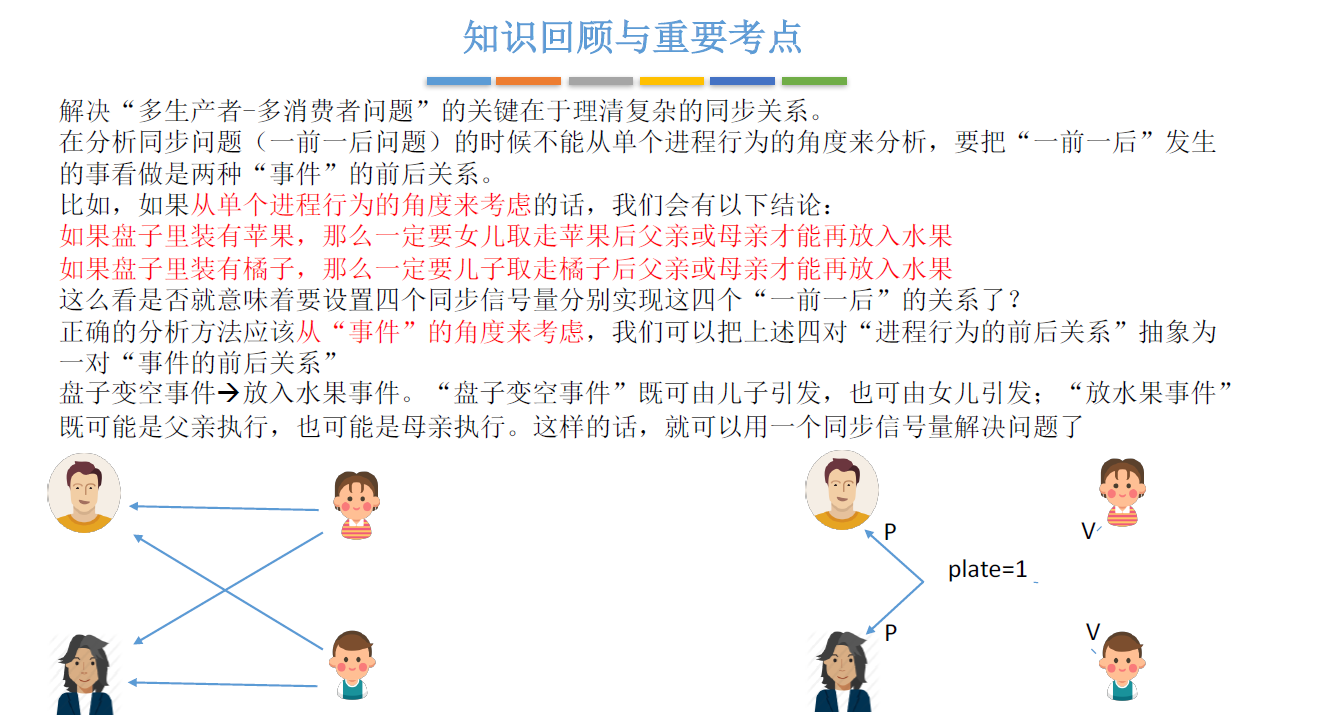 知识回顾与重要考点
解决“多生产者-多消费者问题”的关键在于理清复杂的同步关系。
在分析同步问题（一前一后问题）的时候不能从单个进程行为的角度来分析，要把“一前一后”发生
的事看做是两种“事件”的前后关系。
比如，如果从单个进程行为的角度来考虑的话，我们会有以下结论：
如果盘子里装有苹果，那么一定要女儿取走苹果后父亲或母亲才能再放入水果
如果盘子里装有橘子，那么一定要儿子取走橘子后父亲或母亲才能再放入水果
这么看是否就意味着要设置四个同步信号量分别实现这四个“一前一后”的关系了？
正确的分析方法应该从“事件”的角度来考虑，我们可以把上述四对“进程行为的前后关系”抽象为
一对“事件的前后关系”
盘子变空事件→放入水果事件。“盘子变空事件”既可由儿子引发，也可由女儿引发；“放水果事件”
既可能是父亲执行，也可能是母亲执行。这样的话，就可以用一个同步信号量解决问题了
P
V
plate=1
P
V